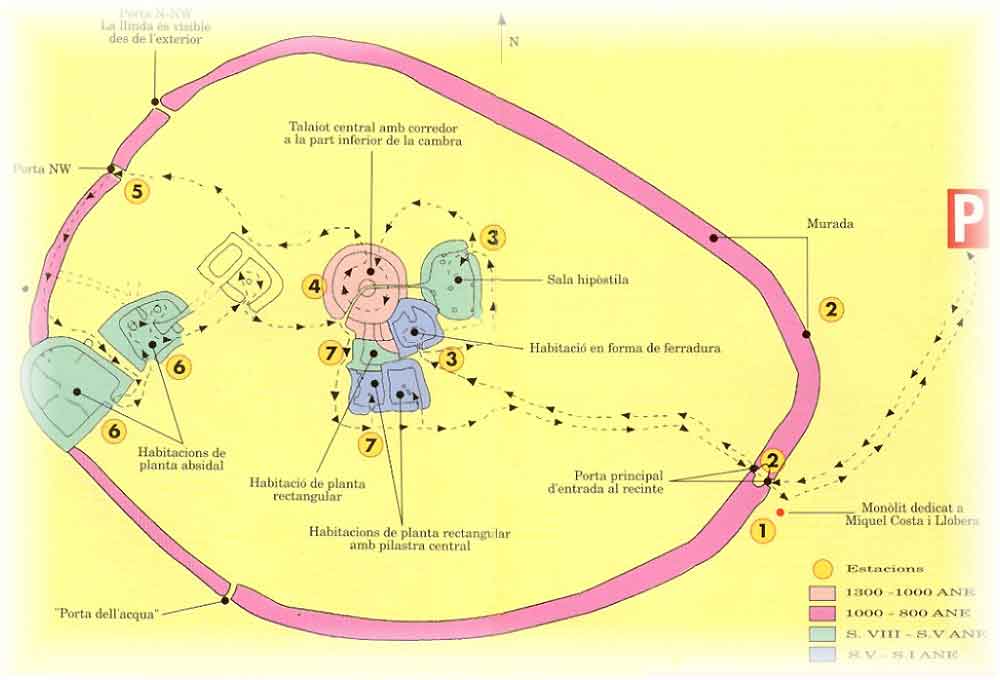 Porta N-NW
La llinda és visible
des de l'exterior
N
Talaiot central amb corredor
a la part inferior de la cambra
Porta NW
5
P
Murada
3
4
Sala hipòstila
2
7
3
Habitació en forma de ferradura
6
6
7
Habitacions de
planta absidal
Habitació de planta
rectangular
2
Porta principal
d'entrada al recinte
Habitacions de planta rectangular
amb pilastra central
1
Monòlit dedicat a
Miquel Costa i Llobera
Estacions
1300 - 1000 ANE
1000 - 800 ANE
S. VIII - S.V ANE
S.V - S.I ANE
"Porta dell'acqua"